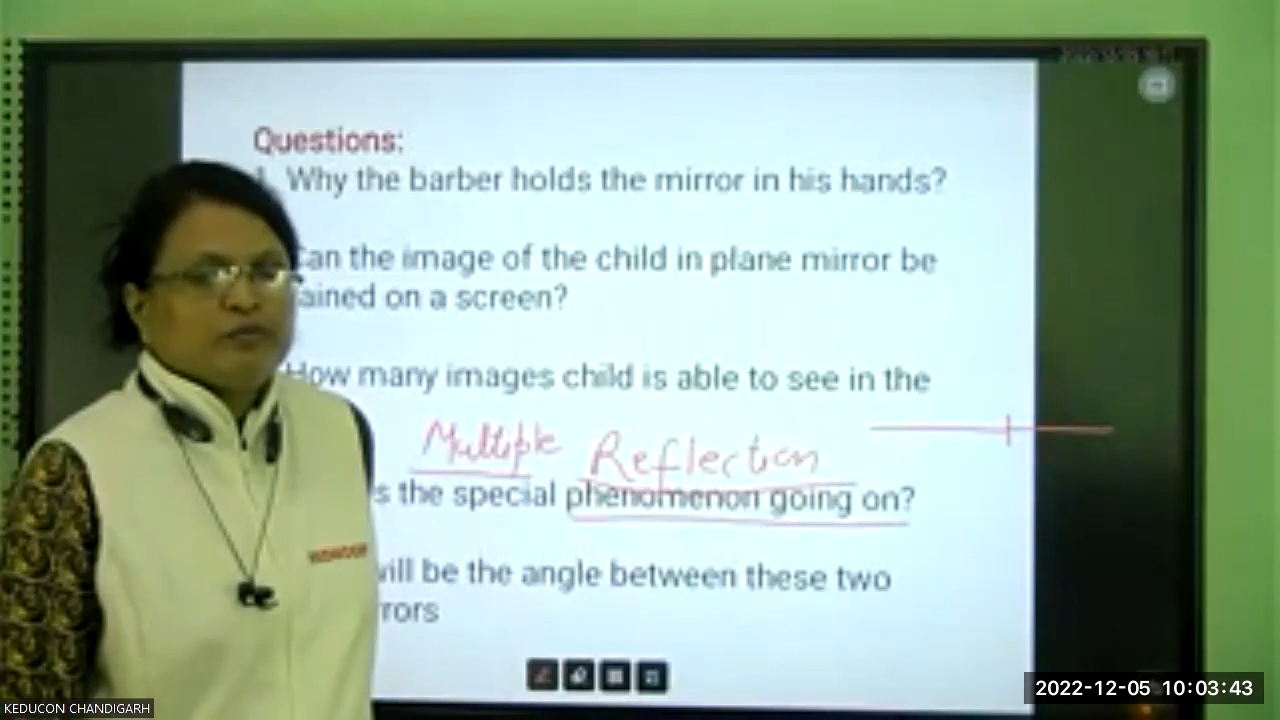 Questions:
Why the barber holds the mirror in his hands?
an the image of the child in plane mirror be
ained on a screen?
How many images child is able to see in the
Multiple Reflection
s the special phenomenon going on?
will be the angle between these two
rrors
KEDUCON CHANDIGARH
2022-12-05 10:03:43